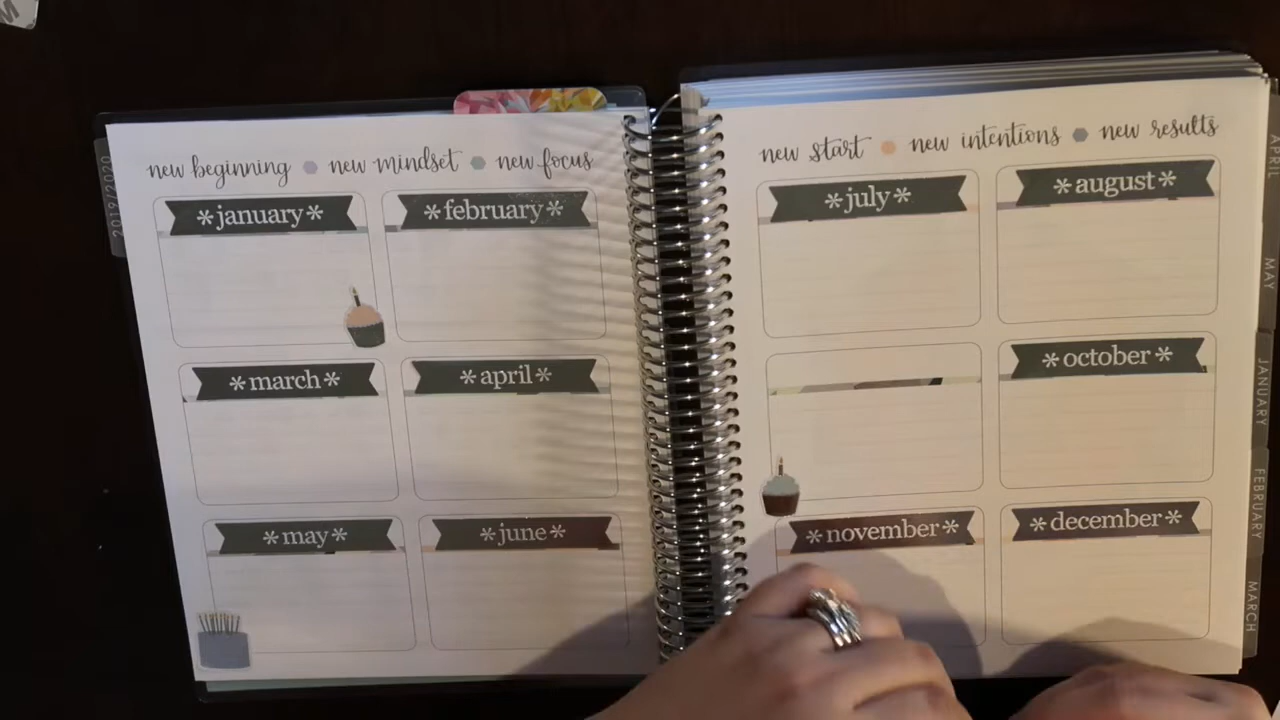 new beginning new mindset new focus
*january* *february*
*march* *april*
*may* *june*
new start new intentions new results
*july* *august*
*october*
*november* *december*
2019/2020
APRIL
MAY
JANUARY
FEBRUARY
MARCH